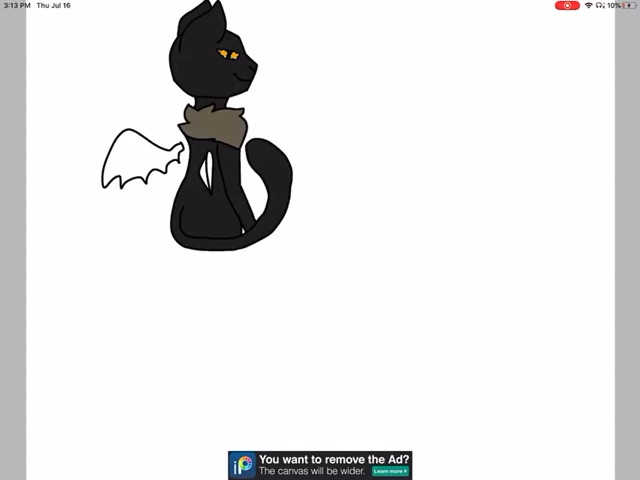 3:13 PM Thu Jul 16
10%
iP You want to remove the Ad?
The canvas will be wider. Learn more